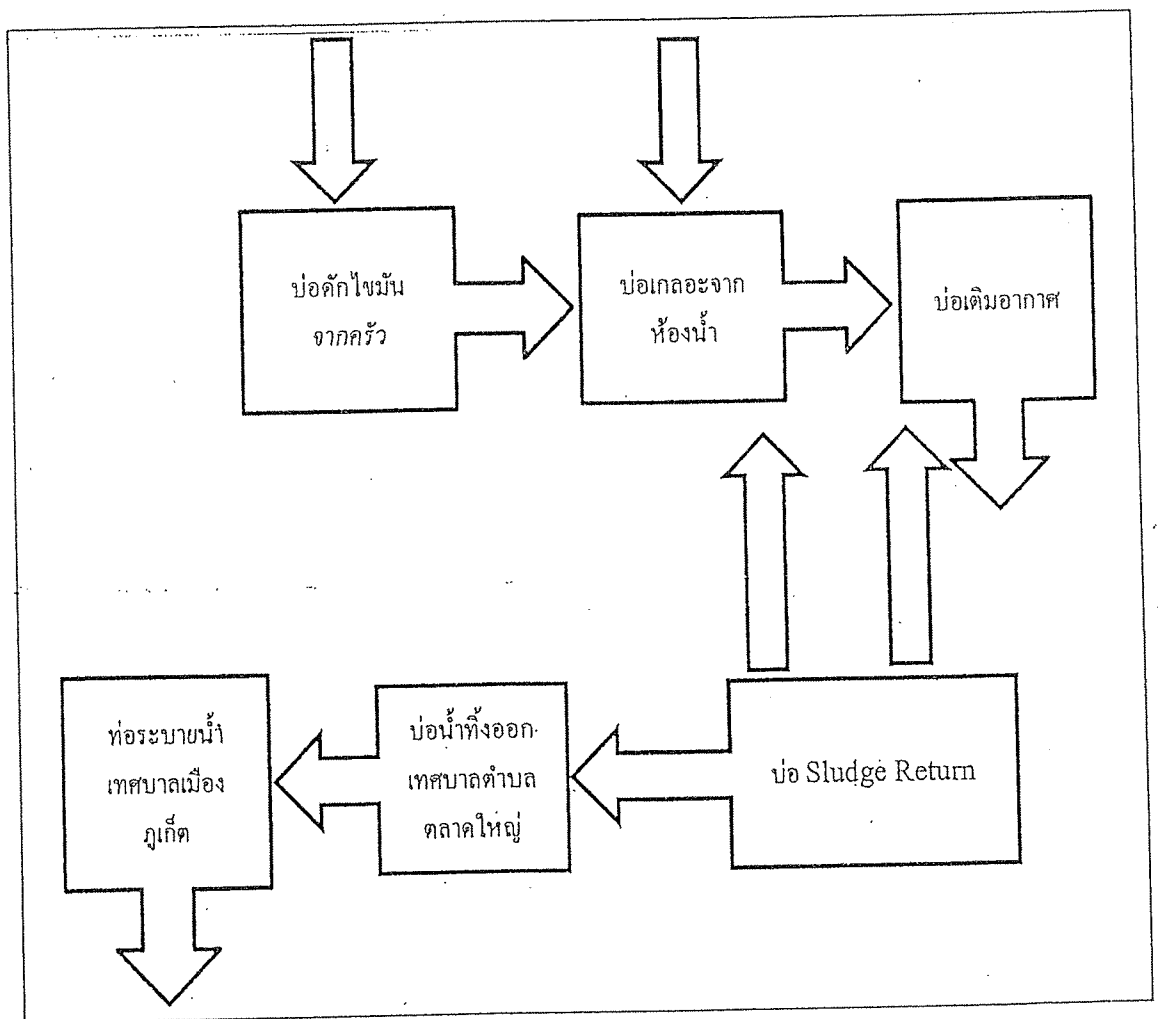 บ่อดักไขมัน
จากครัว
บ่อเกลอะจาก
ห้องน้ำ
บ่อเติมอากาศ
ท่อระบายน้ำ
เทศบาลเมือง
ภูเก็ต
บ่อน้ำทิ้งออก
เทศบาลตำบล
ตลาดใหญ่
บ่อ Sludge Return